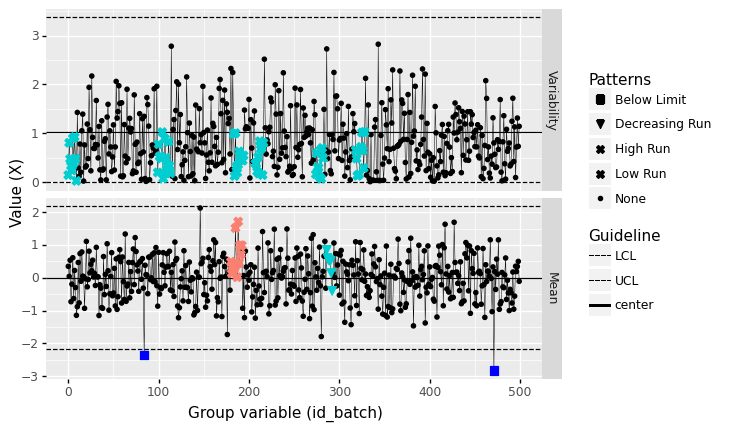 3
2
1
0
Variability
2
1
0
−1
−2
−3
Mean
0
100
200
300
400
500
Value (X)
Group variable (id_batch)
Patterns
Below Limit
Decreasing Run
High Run
Low Run
None
Guideline
LCL
UCL
center